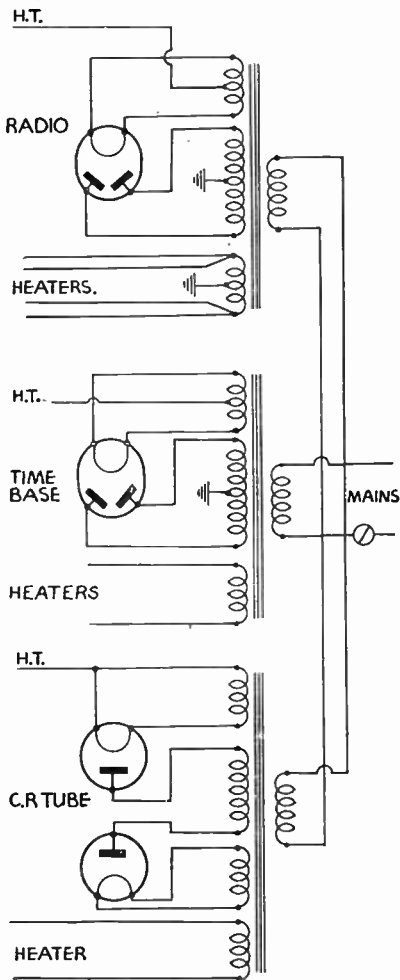 H.T.
RADIO
HEATERS.
H.T.
TIME
BASE
MAINS
HEATERS
H.T.
C.R TUBE
HEATER